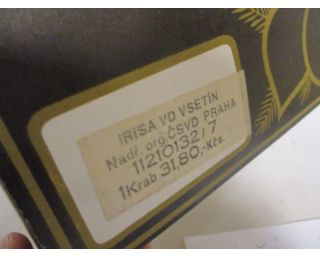 IRISA VD VSETÍN
Nadř. org. ČSVD PRAHA
11210132/7
1Krab 31,80.-Kčs.